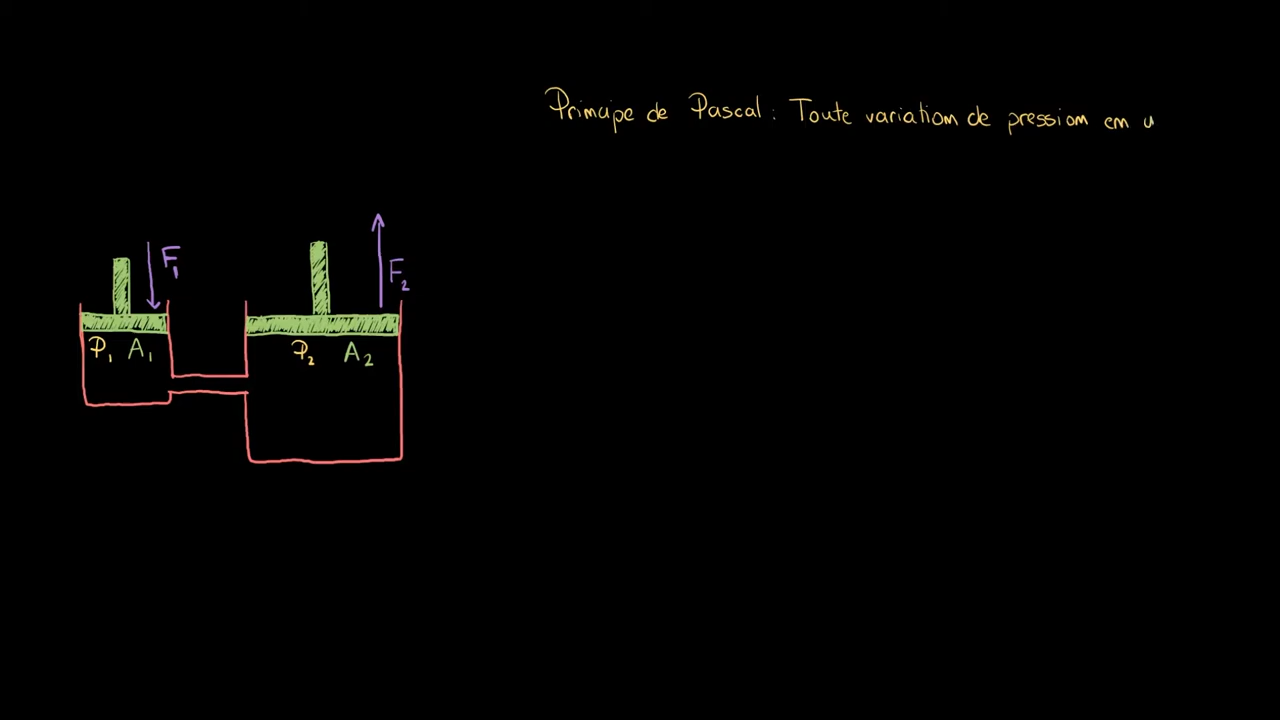 Principe de Pascal : Toute variation de pression en u
F₁
F₂
P₁ A₁
P₂ A₂